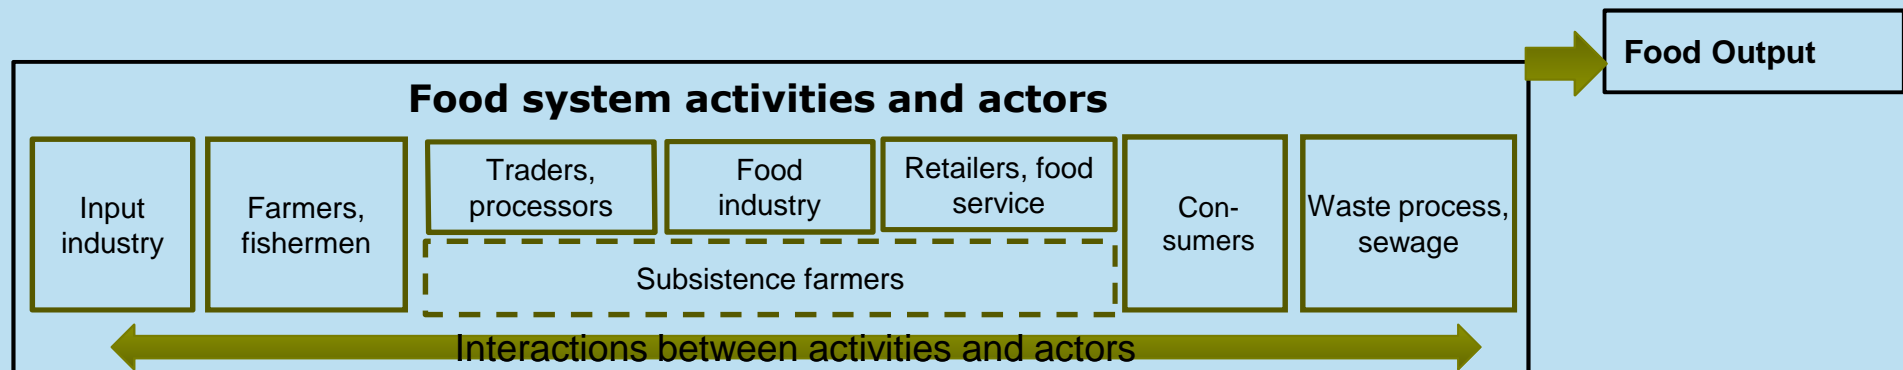 Food Output
Food system activities and actors
Input
industry
Farmers,
fishermen
Traders,
processors
Food
industry
Retailers, food
service
Subsistence farmers
Con-
sumers
Waste process,
sewage
Interactions between activities and actors